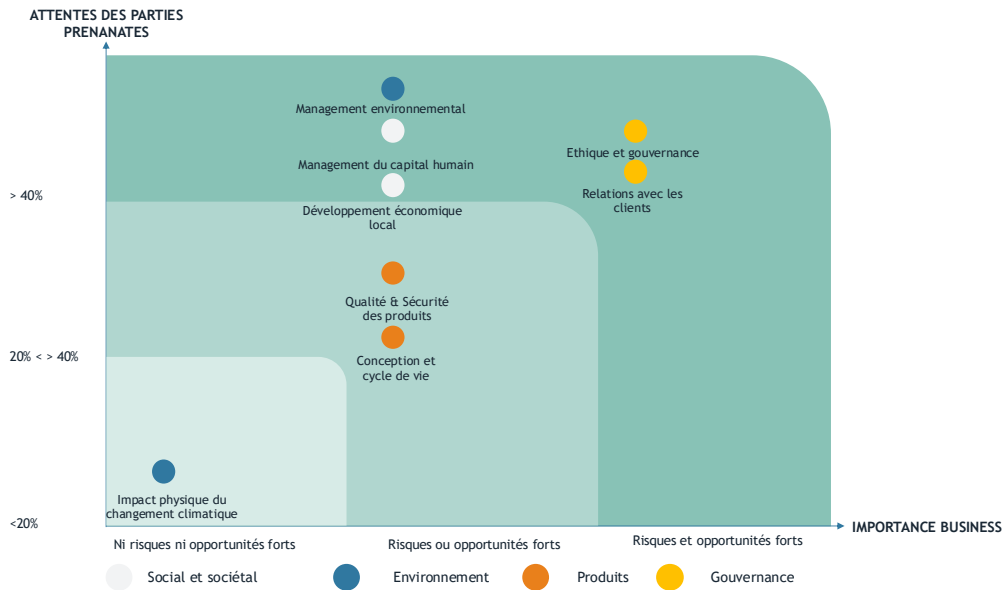 ATTENTES DES PARTIES
PRENANATES
Management environnemental
Ethique et gouvernance
Management du capital humain
> 40%
Relations avec les
clients
Développement économique
local
Qualité & Sécurité
des produits
20% < > 40%
Conception et
cycle de vie
Impact physique du
changement climatique
<20%
IMPORTANCE BUSINESS
Ni risques ni opportunités forts
Risques ou opportunités forts
Risques et opportunités forts
Social et sociétal
Environnement
Produits
Gouvernance